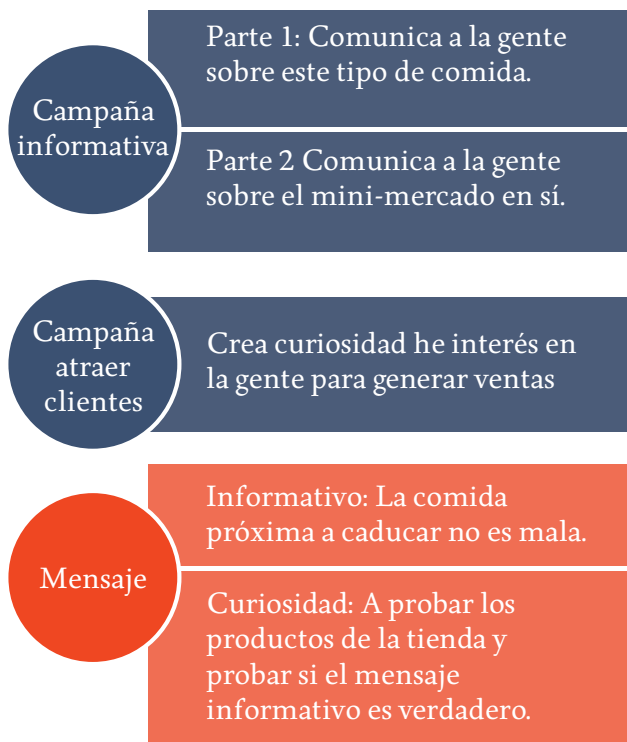 Campaña
informativa
Parte 1: Comunica a la gente
sobre este tipo de comida.
Parte 2 Comunica a la gente
sobre el mini-mercado en sí.
Campaña
atraer
clientes
Crea curiosidad he interés en
la gente para generar ventas
Mensaje
Informativo: La comida
próxima a caducar no es mala.
Curiosidad: A probar los
productos de la tienda y
probar si el mensaje
informativo es verdadero.